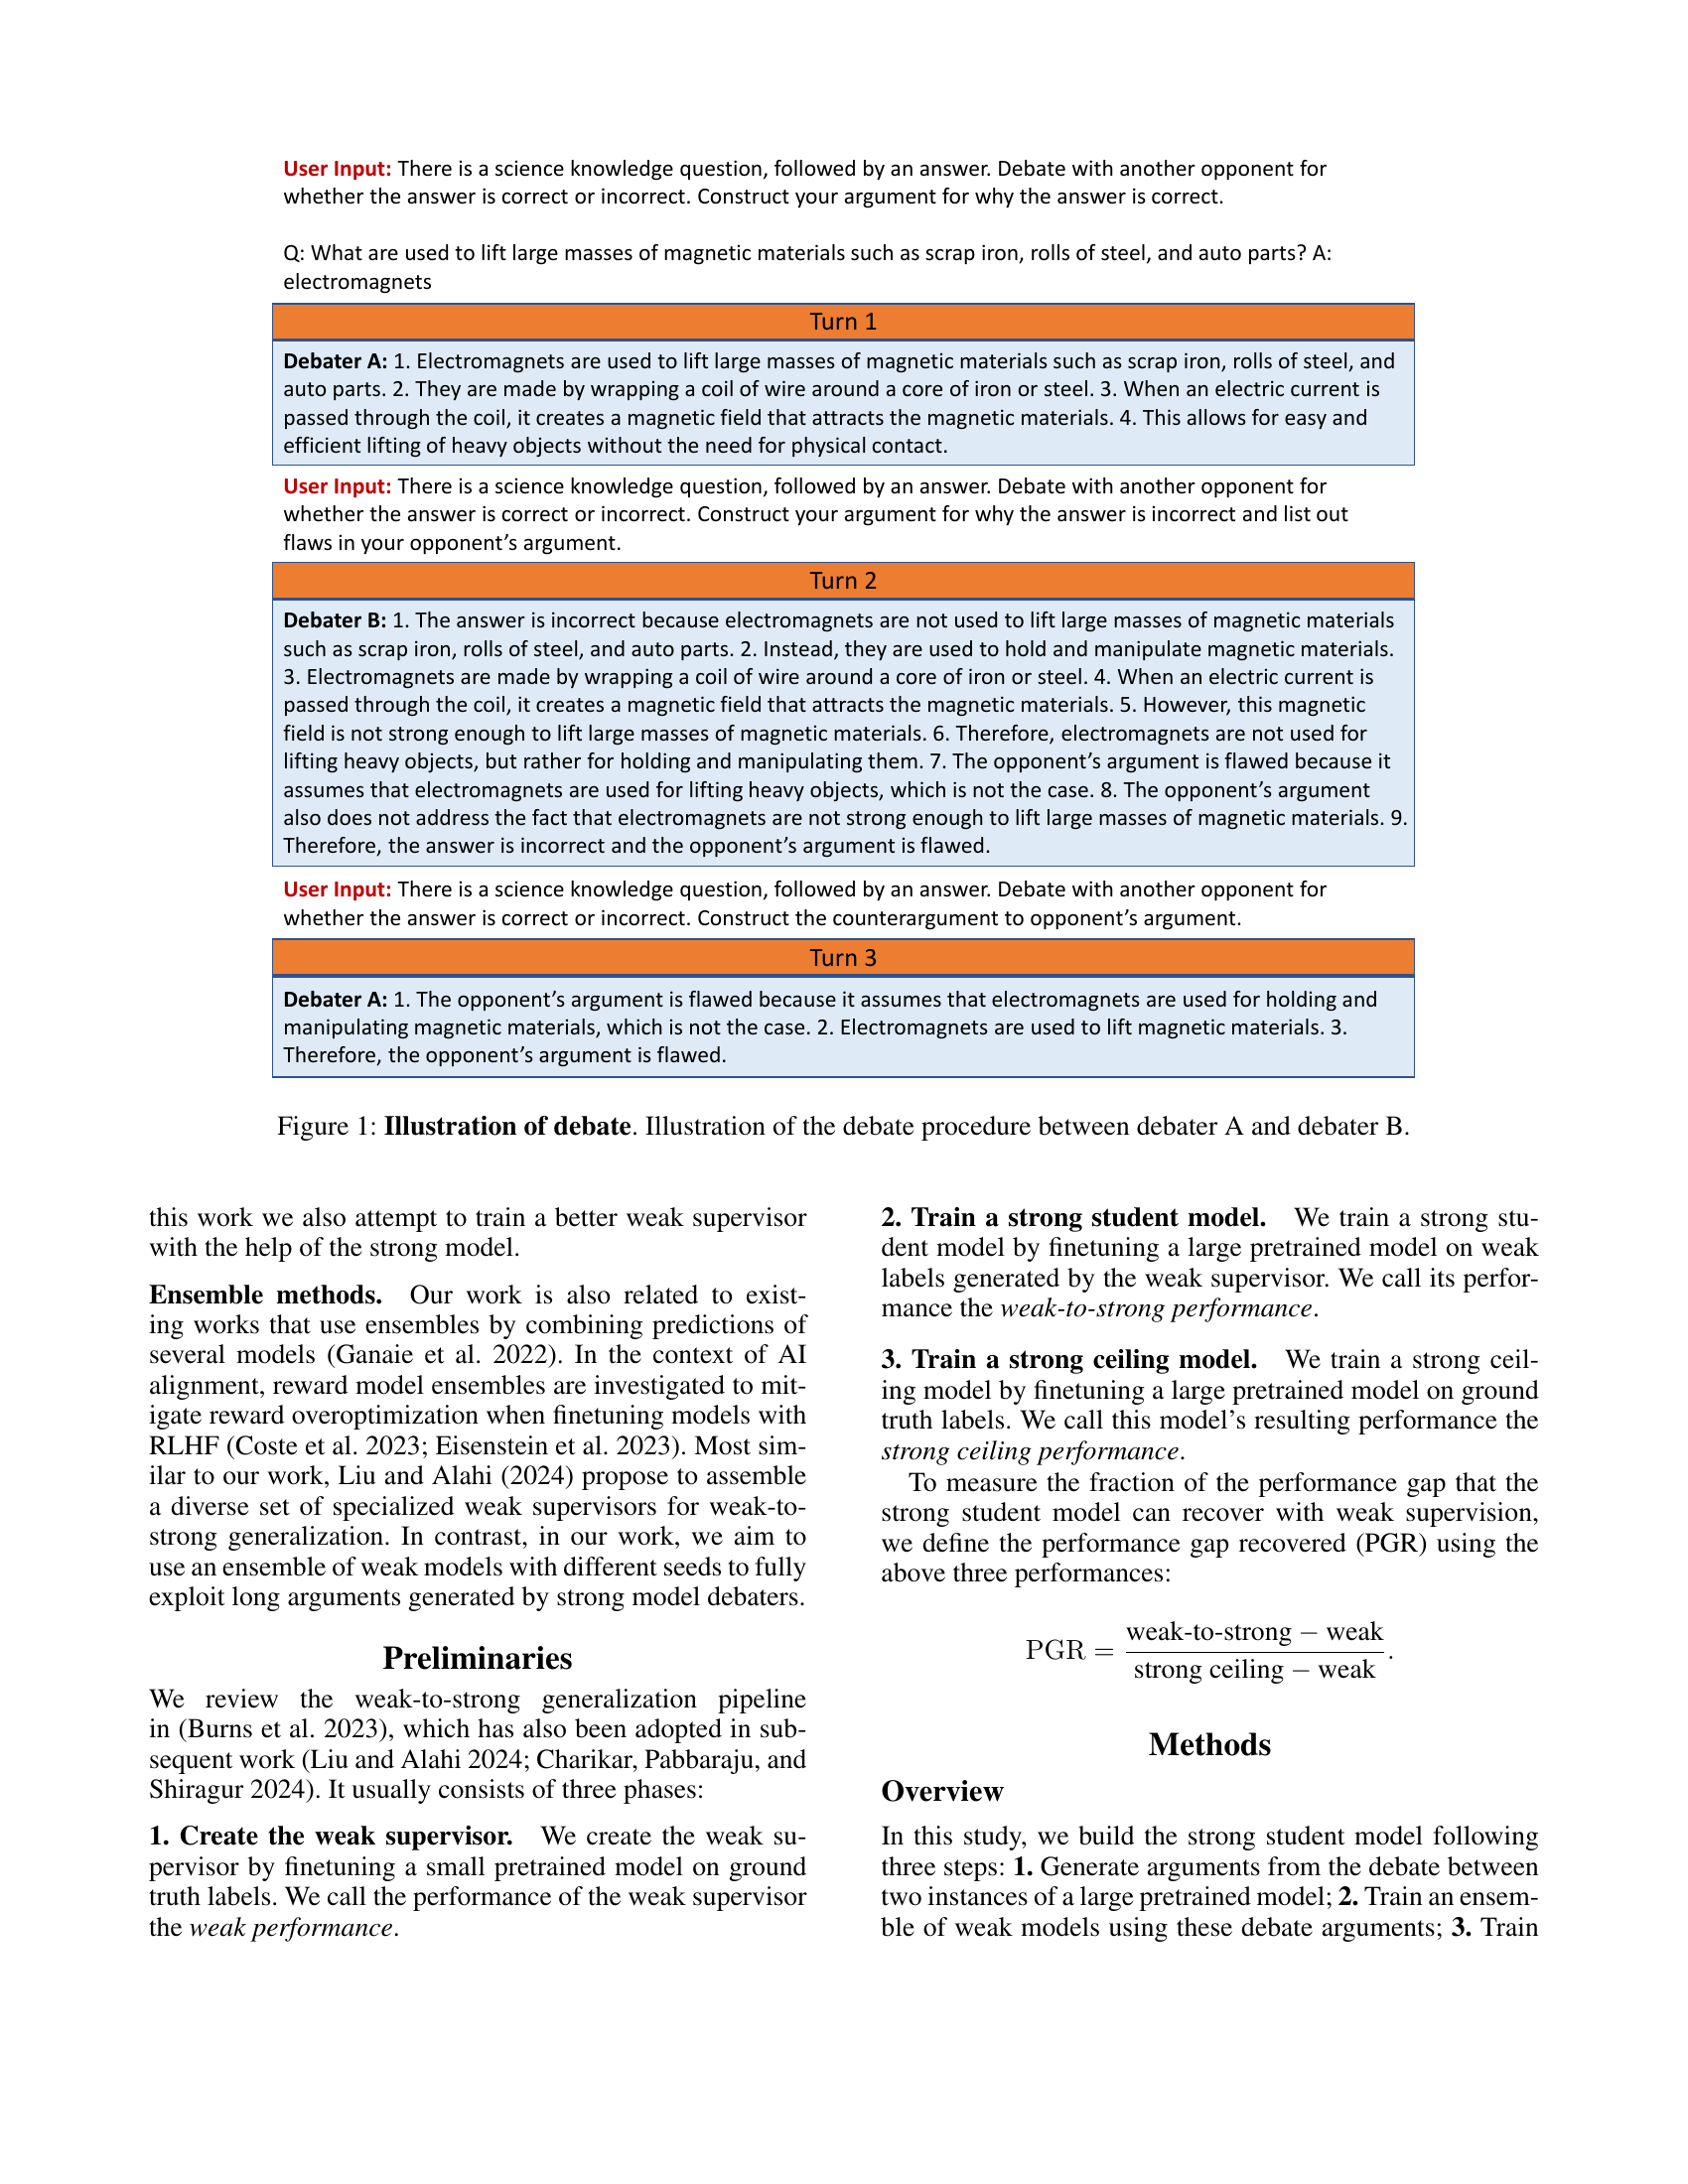 User Input: There is a science knowledge question, followed by an answer. Debate with another opponent for
whether the answer is correct or incorrect. Construct your argument for why the answer is correct.
Q: What are used to lift large masses of magnetic materials such as scrap iron, rolls of steel, and auto parts? A:
electromagnets
Turn 1
Debater A: 1. Electromagnets are used to lift large masses of magnetic materials such as scrap iron, rolls of steel, and
auto parts. 2. They are made by wrapping a coil of wire around a core of iron or steel. 3. When an electric current is
passed through the coil, it creates a magnetic field that attracts the magnetic materials. 4. This allows for easy and
efficient lifting of heavy objects without the need for physical contact.
User Input: There is a science knowledge question, followed by an answer. Debate with another opponent for
whether the answer is correct or incorrect. Construct your argument for why the answer is incorrect and list out
flaws in your opponent’s argument.
Turn 2
Debater B: 1. The answer is incorrect because electromagnets are not used to lift large masses of magnetic materials
such as scrap iron, rolls of steel, and auto parts. 2. Instead, they are used to hold and manipulate magnetic materials.
3. Electromagnets are made by wrapping a coil of wire around a core of iron or steel. 4. When an electric current is
passed through the coil, it creates a magnetic field that attracts the magnetic materials. 5. However, this magnetic
field is not strong enough to lift large masses of magnetic materials. 6. Therefore, electromagnets are not used for
lifting heavy objects, but rather for holding and manipulating them. 7. The opponent’s argument is flawed because it
assumes that electromagnets are used for lifting heavy objects, which is not the case. 8. The opponent’s argument
also does not address the fact that electromagnets are not strong enough to lift large masses of magnetic materials. 9.
Therefore, the answer is incorrect and the opponent’s argument is flawed.
User Input: There is a science knowledge question, followed by an answer. Debate with another opponent for
whether the answer is correct or incorrect. Construct the counterargument to opponent’s argument.
Turn 3
Debater A: 1. The opponent’s argument is flawed because it assumes that electromagnets are used for holding and
manipulating magnetic materials, which is not the case. 2. Electromagnets are used to lift magnetic materials. 3.
Therefore, the opponent’s argument is flawed.
Figure 1: Illustration of debate. Illustration of the debate procedure between debater A and debater B.
this work we also attempt to train a better weak supervisor
with the help of the strong model.
Ensemble methods. Our work is also related to exist-
ing works that use ensembles by combining predictions of
several models (Ganaie et al. 2022). In the context of AI
alignment, reward model ensembles are investigated to mit-
igate reward overoptimization when finetuning models with
RLHF (Coste et al. 2023; Eisenstein et al. 2023). Most sim-
ilar to our work, Liu and Alahi (2024) propose to assemble
a diverse set of specialized weak supervisors for weak-to-
strong generalization. In contrast, in our work, we aim to
use an ensemble of weak models with different seeds to fully
exploit long arguments generated by strong model debaters.
Preliminaries
We review the weak-to-strong generalization pipeline
in (Burns et al. 2023), which has also been adopted in sub-
sequent work (Liu and Alahi 2024; Charikar, Pabbaraju, and
Shiragur 2024). It usually consists of three phases:
1. Create the weak supervisor. We create the weak su-
pervisor by finetuning a small pretrained model on ground
truth labels. We call the performance of the weak supervisor
the weak performance.
2. Train a strong student model. We train a strong stu-
dent model by finetuning a large pretrained model on weak
labels generated by the weak supervisor. We call its perfor-
mance the weak-to-strong performance.
3. Train a strong ceiling model. We train a strong ceil-
ing model by finetuning a large pretrained model on ground
truth labels. We call this model’s resulting performance the
strong ceiling performance.
To measure the fraction of the performance gap that the
strong student model can recover with weak supervision,
we define the performance gap recovered (PGR) using the
above three performances:
PGR = weak-to-strong − weak
strong ceiling − weak .
Methods
Overview
In this study, we build the strong student model following
three steps: 1. Generate arguments from the debate between
two instances of a large pretrained model; 2. Train an ensem-
ble of weak models using these debate arguments; 3. Train